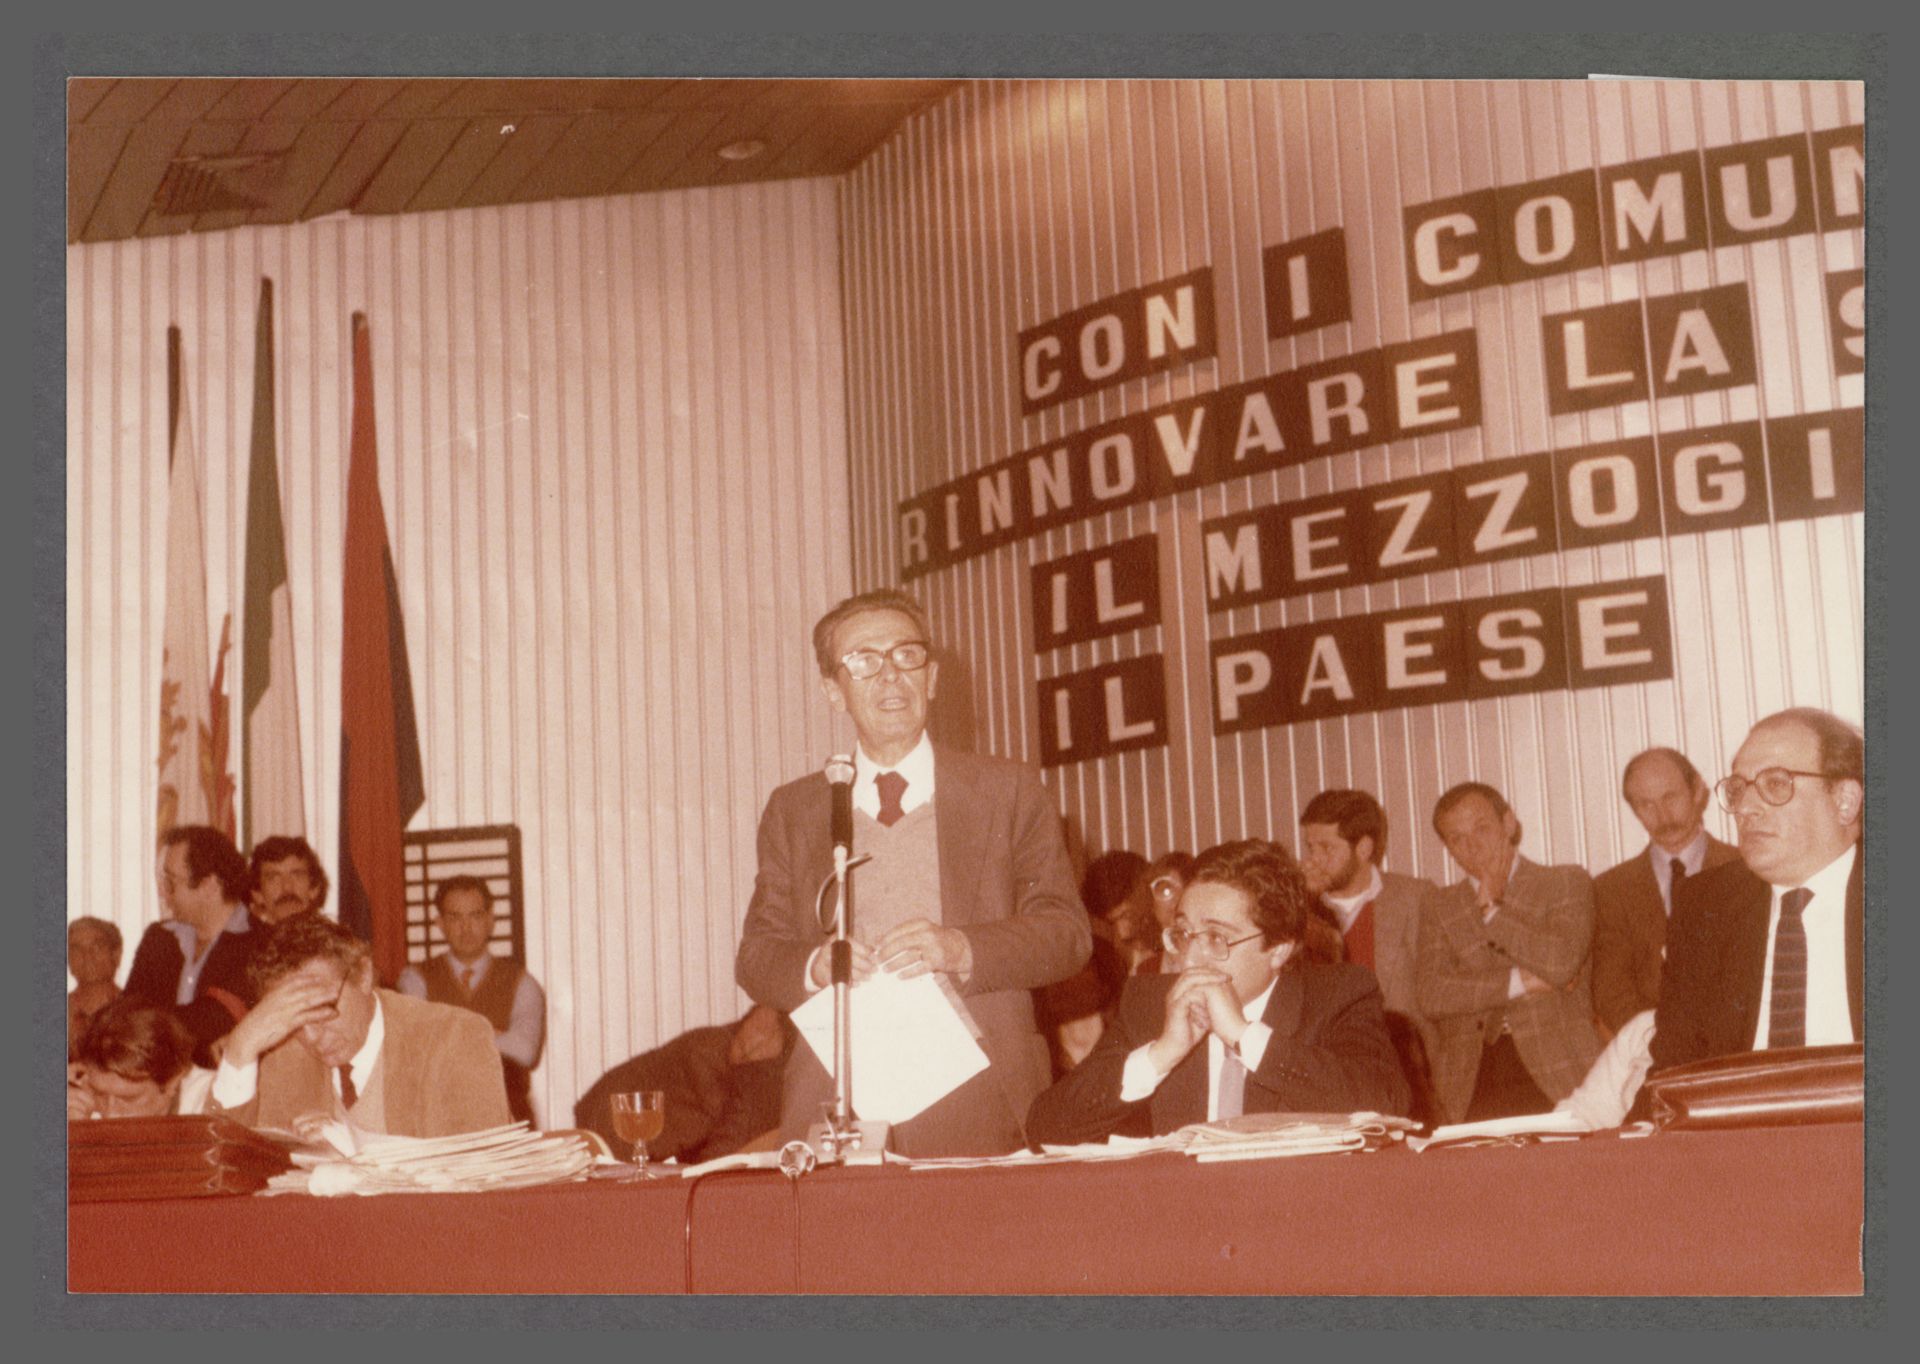 CON I COMUN
RINNOVARE LA S
IL MEZZOGI
IL PAESE